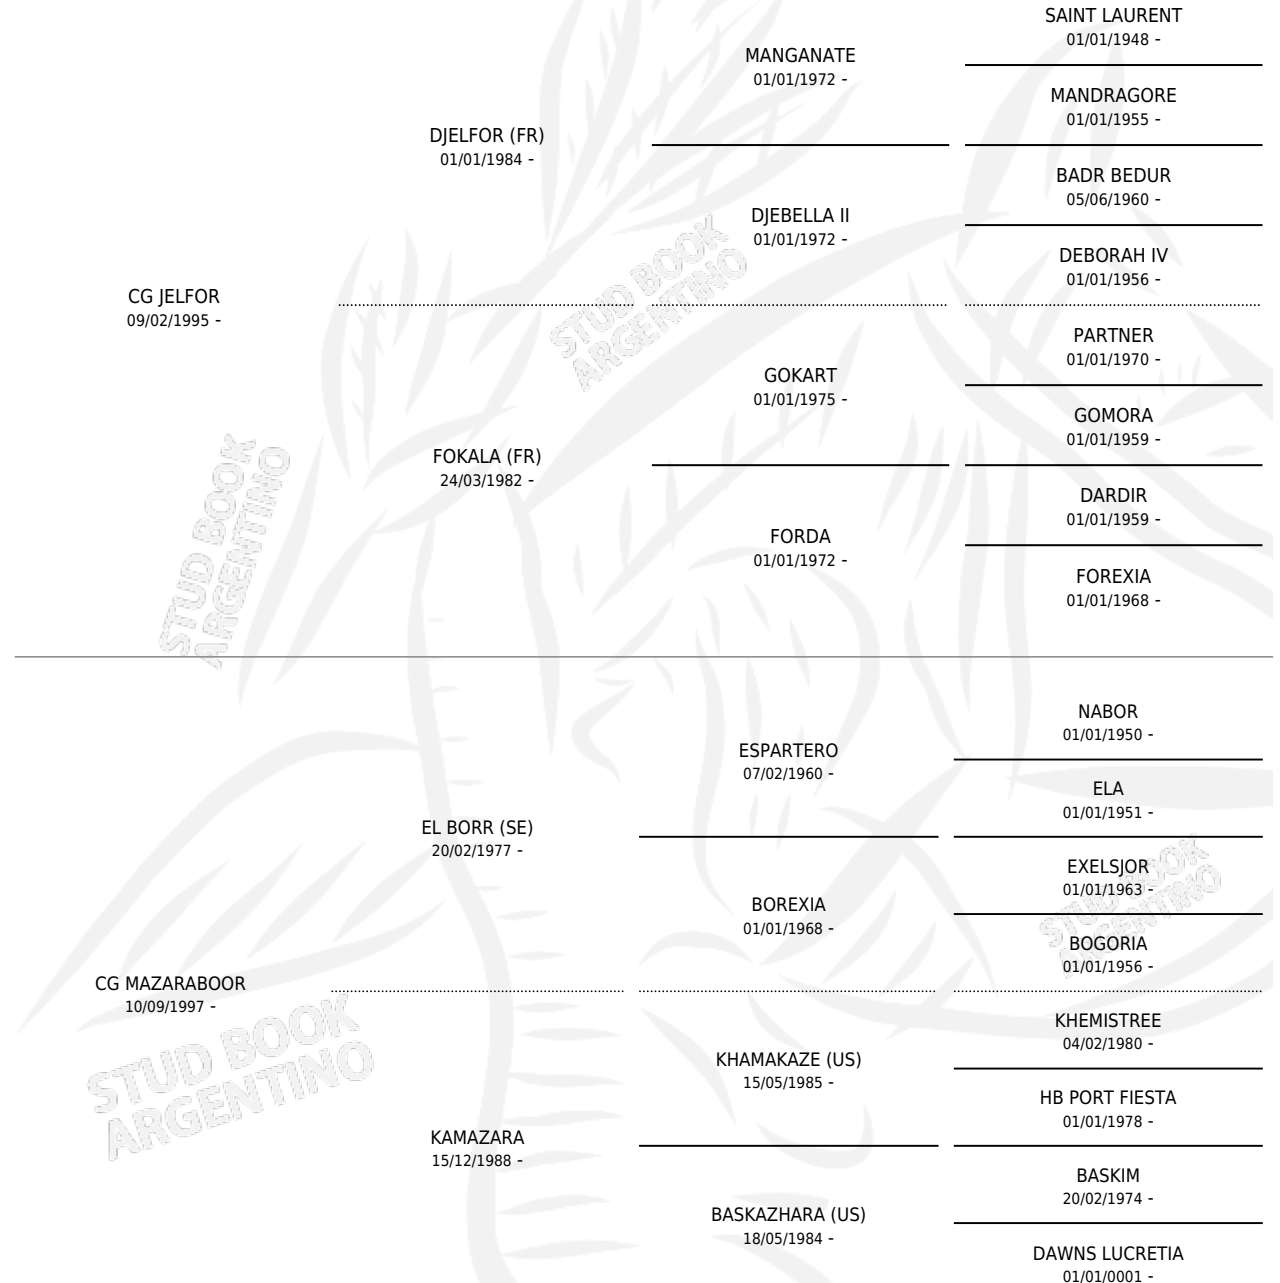 SAINT LAURENT
01/01/1948 -
MANGANATE
01/01/1972 -
MANDRAGORE
01/01/1955 -
DJELFOR (FR)
01/01/1984 -
BADR BEDUR
05/06/1960 -
DJEBELLA II
01/01/1972 -
DEBORAH IV
01/01/1956 -
CG JELFOR
09/02/1995 -
STUD BOOK
ARGENTINO
PARTNER
01/01/1970 -
GOKART
01/01/1975 -
GOMORA
01/01/1959 -
FOKALA (FR)
24/03/1982 -
DARDIR
01/01/1959 -
FORDA
01/01/1972 -
FOREXIA
01/01/1968 -
STUD BOOK
ARGENTINO
NABOR
01/01/1950 -
ESPARTERO
07/02/1960 -
ELA
01/01/1951 -
EL BORR (SE)
20/02/1977 -
EXELSJOR
01/01/1963 -
BOREXIA
01/01/1968 -
BOGORIA
01/01/1956 -
STUD BOOK
ARGENTINO
CG MAZARABOOR
10/09/1997 -
STUD BOOK
ARGENTINO
KHEMISTREE
04/02/1980 -
KHAMAKAZE (US)
15/05/1985 -
HB PORT FIESTA
01/01/1978 -
KAMAZARA
15/12/1988 -
BASKIM
20/02/1974 -
BASKAZHARA (US)
18/05/1984 -
DAWNS LUCRETIA
01/01/0001 -